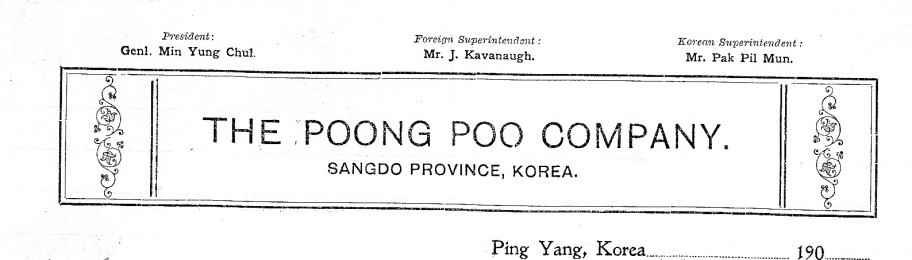 President: Foreign Superintendent: Korean Superintendent:
Genl. Min Yung Chul. Mr. J. Kavanaugh. Mr. Pak Pil Mun.
THE POONG POO COMPANY.
SANGDO PROVINCE, KOREA.
Ping Yang, Korea 190